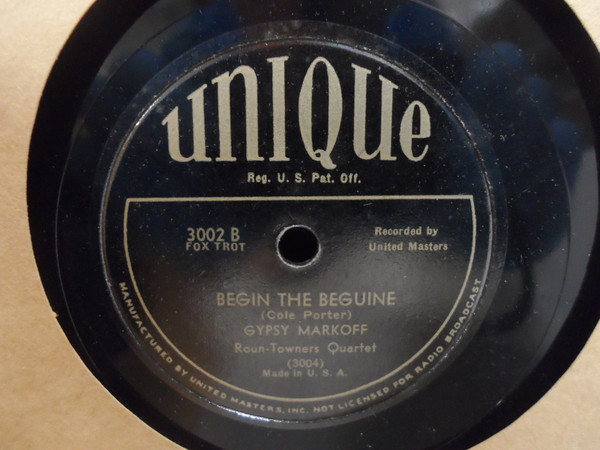 unIQUe
Reg. U. S. Pat. Off.
3002 B
FOX TROT
Recorded by
United Masters
BEGIN THE BEGUINE
(Cole Porter)
GYPSY MARKOFF
Roun-Towners Quartet
(3004)
Made in U. S. A.
MANUFACTURED BY UNITED MASTERS, INC. NOT LICENSED FOR RADIO BROADCAST